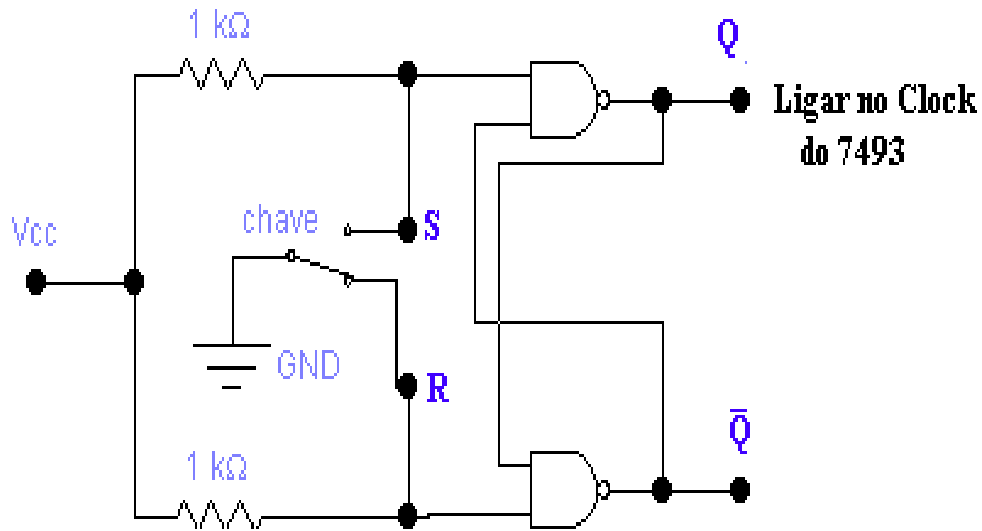 1 kΩ
Q
Ligar no Clock
do 7493
chave
S
Vcc
GND
R
Q̅
1 kΩ